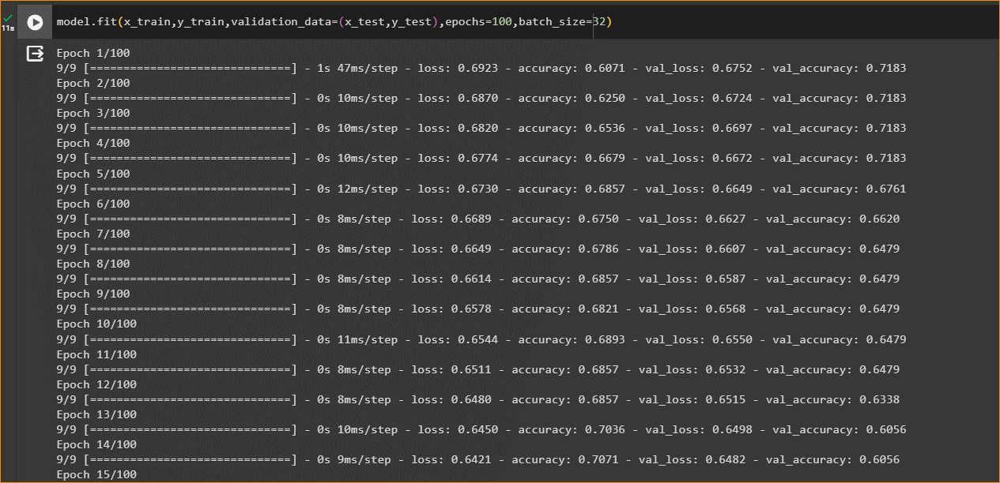 model.fit(x_train,y_train,validation_data=(x_test,y_test),epochs=100,batch_size=32)
11s
Epoch 1/100
9/9 [==============================] - 1s 47ms/step - loss: 0.6923 - accuracy: 0.6071 - val_loss: 0.6752 - val_accuracy: 0.7183
Epoch 2/100
9/9 [==============================] - 0s 10ms/step - loss: 0.6870 - accuracy: 0.6250 - val_loss: 0.6724 - val_accuracy: 0.7183
Epoch 3/100
9/9 [==============================] - 0s 10ms/step - loss: 0.6820 - accuracy: 0.6536 - val_loss: 0.6697 - val_accuracy: 0.7183
Epoch 4/100
9/9 [==============================] - 0s 10ms/step - loss: 0.6774 - accuracy: 0.6679 - val_loss: 0.6672 - val_accuracy: 0.7183
Epoch 5/100
9/9 [==============================] - 0s 12ms/step - loss: 0.6730 - accuracy: 0.6857 - val_loss: 0.6649 - val_accuracy: 0.6761
Epoch 6/100
9/9 [==============================] - 0s 8ms/step - loss: 0.6689 - accuracy: 0.6750 - val_loss: 0.6627 - val_accuracy: 0.6620
Epoch 7/100
9/9 [==============================] - 0s 8ms/step - loss: 0.6649 - accuracy: 0.6786 - val_loss: 0.6607 - val_accuracy: 0.6479
Epoch 8/100
9/9 [==============================] - 0s 8ms/step - loss: 0.6614 - accuracy: 0.6857 - val_loss: 0.6587 - val_accuracy: 0.6479
Epoch 9/100
9/9 [==============================] - 0s 8ms/step - loss: 0.6578 - accuracy: 0.6821 - val_loss: 0.6568 - val_accuracy: 0.6479
Epoch 10/100
9/9 [==============================] - 0s 11ms/step - loss: 0.6544 - accuracy: 0.6893 - val_loss: 0.6550 - val_accuracy: 0.6479
Epoch 11/100
9/9 [==============================] - 0s 8ms/step - loss: 0.6511 - accuracy: 0.6857 - val_loss: 0.6532 - val_accuracy: 0.6479
Epoch 12/100
9/9 [==============================] - 0s 8ms/step - loss: 0.6480 - accuracy: 0.6857 - val_loss: 0.6515 - val_accuracy: 0.6338
Epoch 13/100
9/9 [==============================] - 0s 10ms/step - loss: 0.6450 - accuracy: 0.7036 - val_loss: 0.6498 - val_accuracy: 0.6056
Epoch 14/100
9/9 [==============================] - 0s 9ms/step - loss: 0.6421 - accuracy: 0.7071 - val_loss: 0.6482 - val_accuracy: 0.6056
Epoch 15/100